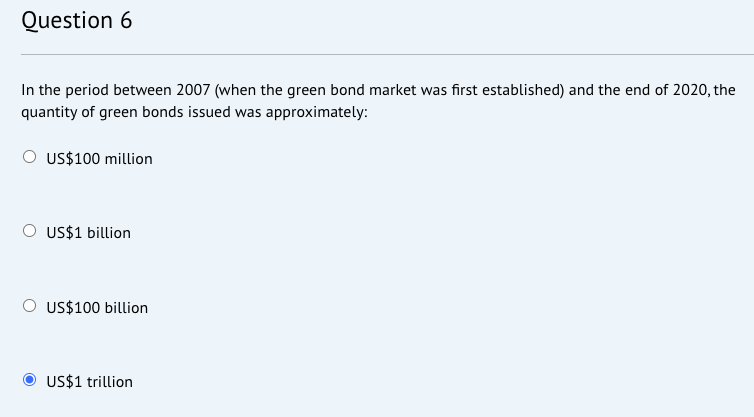 Question 6
In the period between 2007 (when the green bond market was first established) and the end of 2020, the
quantity of green bonds issued was approximately:
US$100 million
US$1 billion
US$100 billion
US$1 trillion